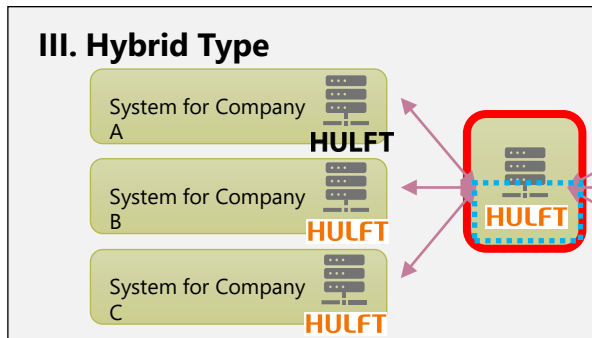 III. Hybrid Type
System for Company
A
HULFT
System for Company
B
HULFT
HULFT
System for Company
C
HULFT